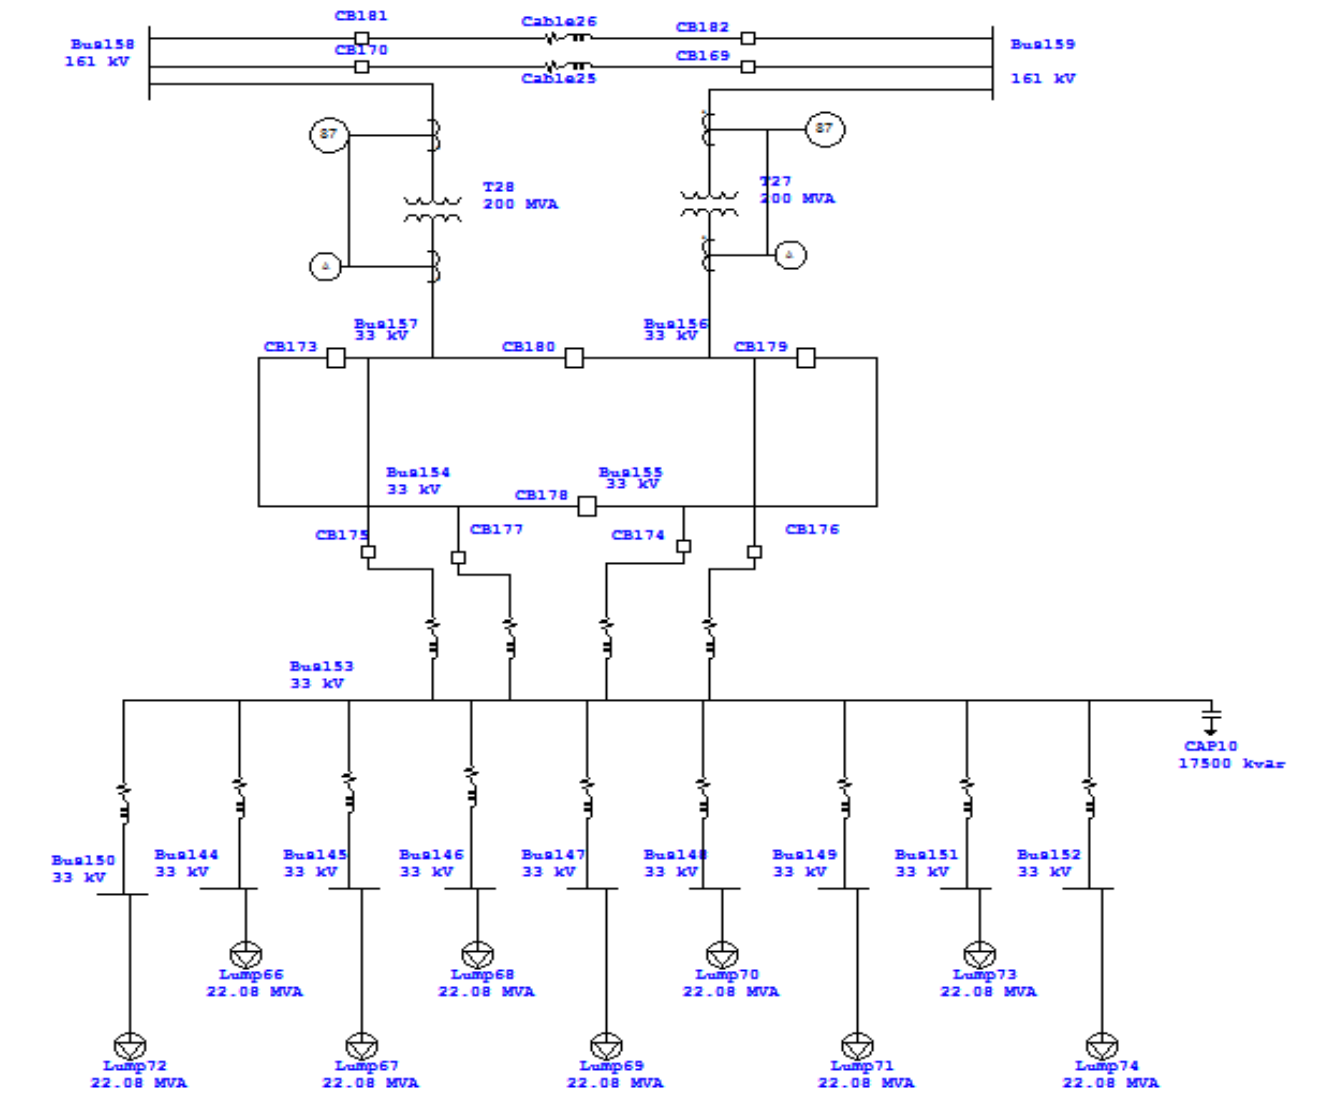 CB181
Cable26
CB182
Bus158
161 kV
CB170
CB169
Bus159
Cable25
161 kV
87
87
T28
200 MVA
T27
200 MVA
Bus157
33 kV
Bus156
33 kV
CB173
CB180
CB179
Bus154
33 kV
Bus155
33 kV
CB178
CB175
CB177
CB174
CB176
Bus153
33 kV
CAP10
17500 kvar
Bus150
33 kV
Bus144
33 kV
Bus145
33 kV
Bus146
33 kV
Bus147
33 kV
Bus148
33 kV
Bus149
33 kV
Bus151
33 kV
Bus152
33 kV
Lump66
22.08 MVA
Lump68
22.08 MVA
Lump70
22.08 MVA
Lump73
22.08 MVA
Lump72
22.08 MVA
Lump67
22.08 MVA
Lump69
22.08 MVA
Lump71
22.08 MVA
Lump74
22.08 MVA